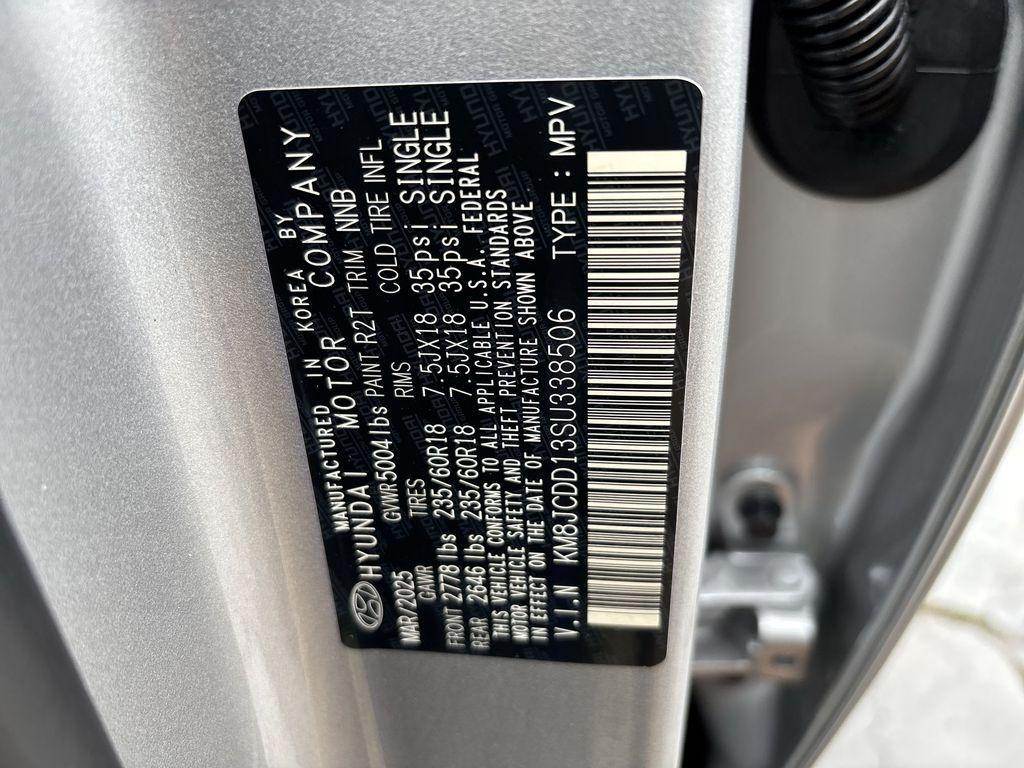 MANUFACTURED IN KOREA BY
HYUNDAI MOTOR COMPANY
MAR/2025 GVWR 5004 lbs PAINT R2T TRIM NNB
GAWR TIRES RIMS COLD TIRE INFL
FRONT 2778 lbs 235/60R18 7.5JX18 35psi SINGLE
REAR 2646 lbs 235/60R18 7.5JX18 35psi SINGLE
THIS VEHICLE CONFORMS TO ALL APPLICABLE U.S.A. FEDERAL
MOTOR VEHICLE SAFETY AND THEFT PREVENTION STANDARDS
IN EFFECT ON THE DATE OF MANUFACTURE SHOWN ABOVE
V.I.N KM8JCDD13SU338506 TYPE : MPV